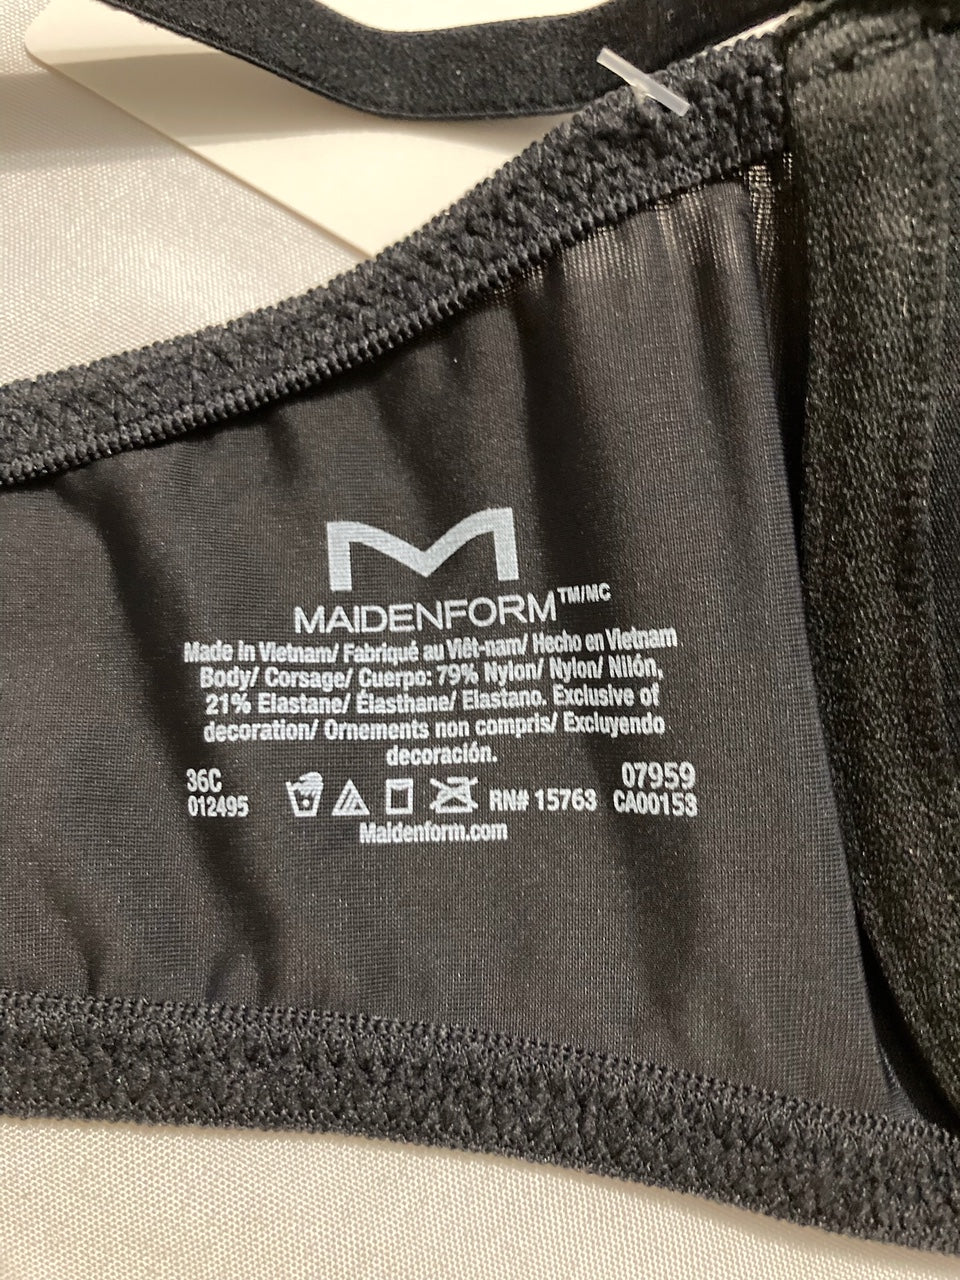 M
MAIDENFORM™/MC
Made in Vietnam/ Fabriqué au Viêt-nam/ Hecho en Vietnam
Body/ Corsage/ Cuerpo: 79% Nylon/ Nylon/ Nilón,
21% Elastane/ Élasthane/ Elastano. Exclusive of
decoration/ Ornements non compris/ Excluyendo
decoración.
36C 07959
012495 RN# 15763 CA00153
Maidenform.com